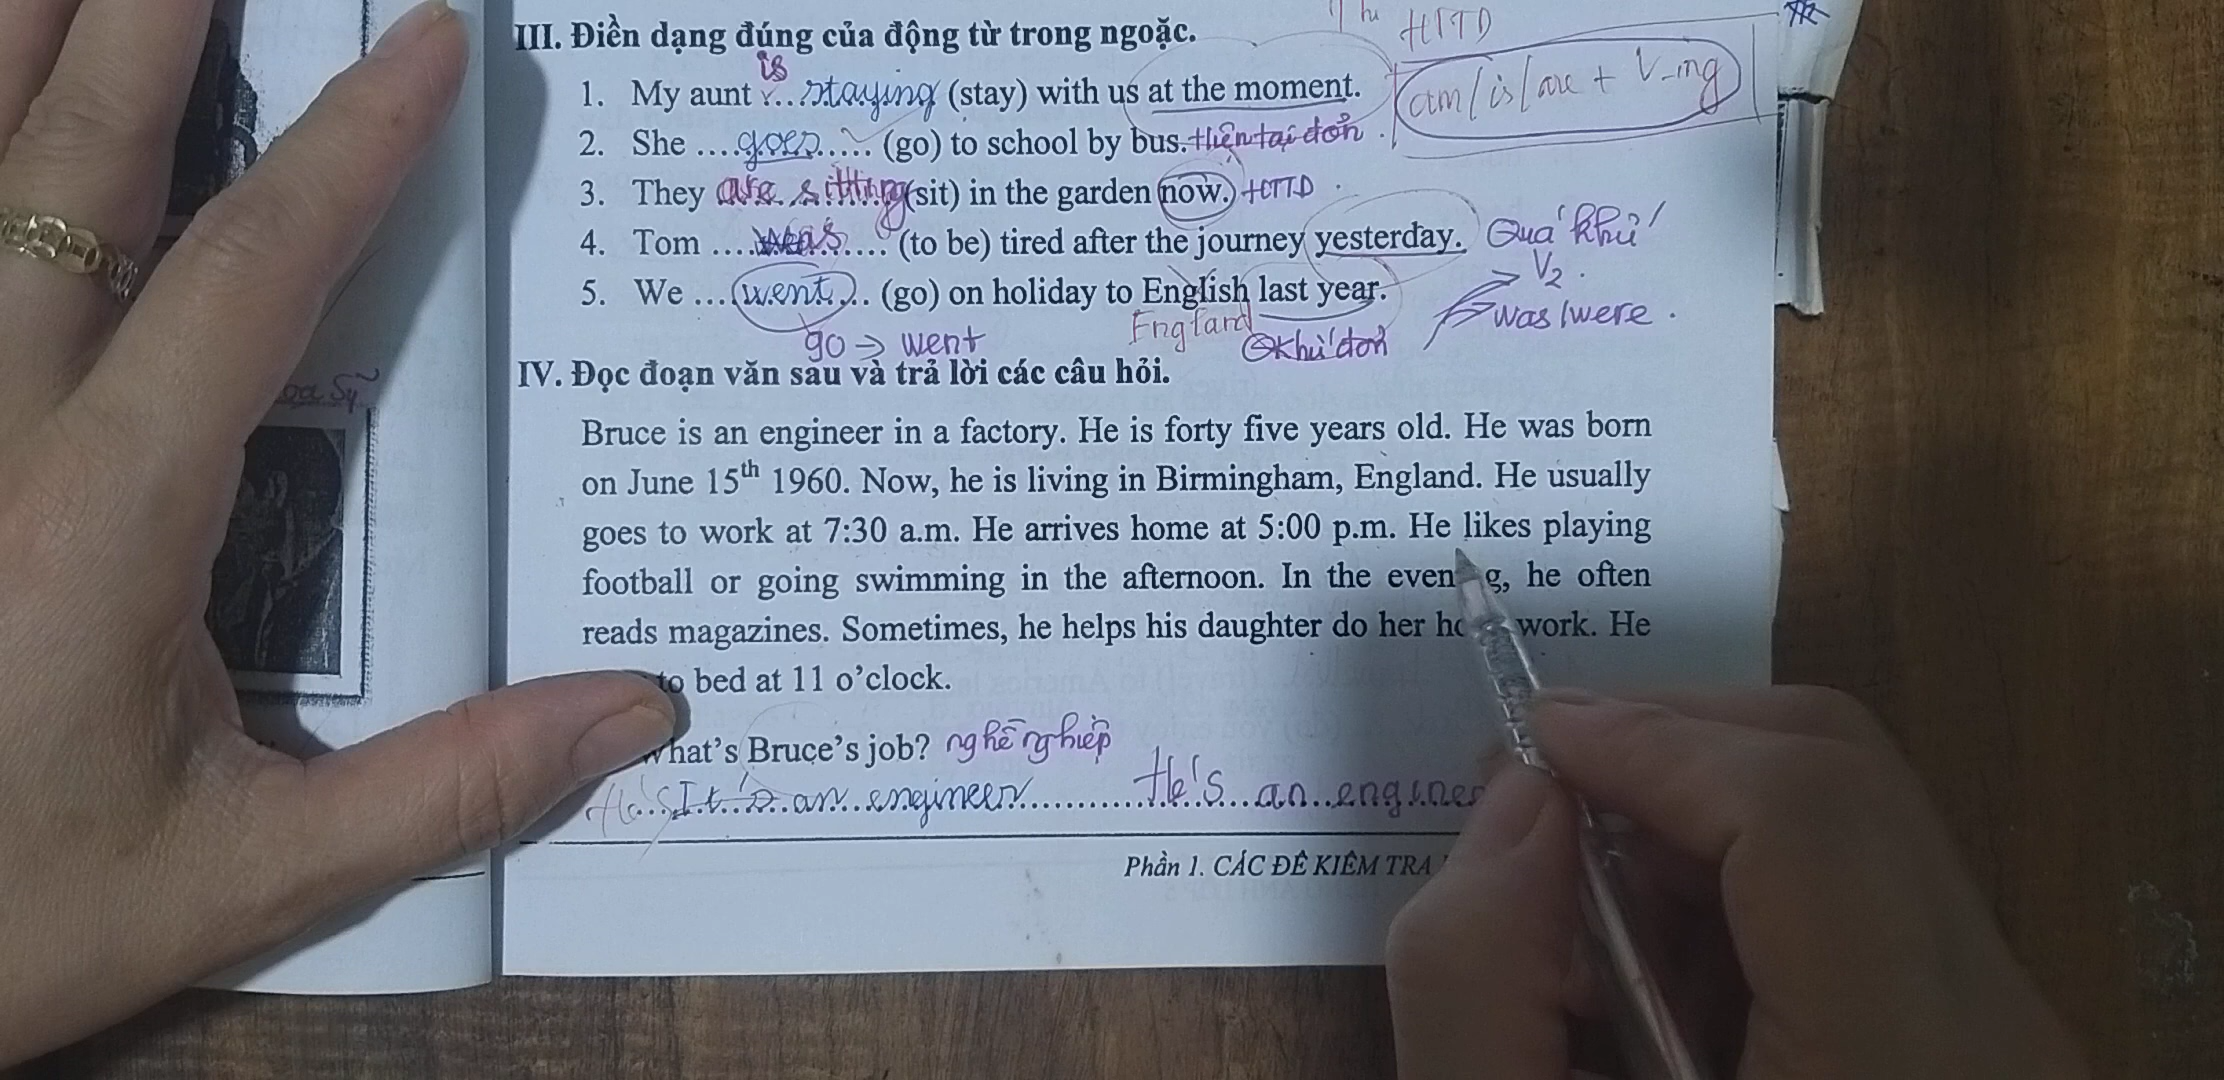 III. Điền dạng đúng của động từ trong ngoặc.
HTTD
am/is/are + V-ing
is
1. My aunt ...staying (stay) with us at the moment.
2. She ....goes..... (go) to school by bus. hiện tại đơn
3. They are sitting (sit) in the garden now. HTTD
4. Tom ....was.... (to be) tired after the journey yesterday. Quá khứ
V2
5. We ...went... (go) on holiday to English last year.
was/were.
go → went England Qkhứ đơn
IV. Đọc đoạn văn sau và trả lời các câu hỏi.
Bruce is an engineer in a factory. He is forty five years old. He was born
on June 15th 1960. Now, he is living in Birmingham, England. He usually
goes to work at 7:30 a.m. He arrives home at 5:00 p.m. He likes playing
football or going swimming in the afternoon. In the evening, he often
reads magazines. Sometimes, he helps his daughter do her homework. He
to bed at 11 o'clock.
What's Bruce's job? nghề nghiệp
He's It's an engineer He's an engineer
Phần 1. CÁC ĐỀ KIỂM TRA